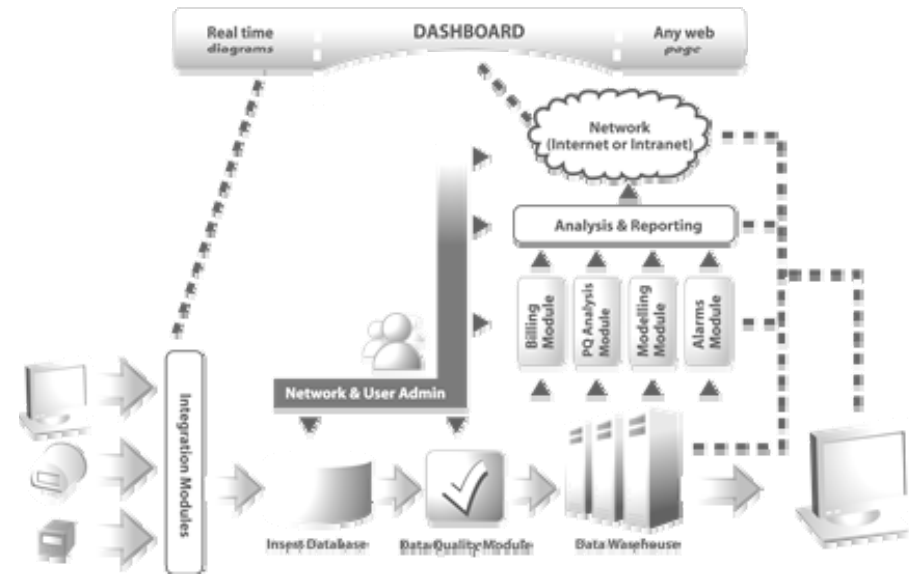 Real time
diagrams
DASHBOARD
Any web
page
Network
(Internet or Intranet)
Analysis & Reporting
Billing
Module
PQ Analysis
Module
Modelling
Module
Alarms
Module
Network & User Admin
Integration Modules
Insert Database
Data Quality Module
Data Warehouse